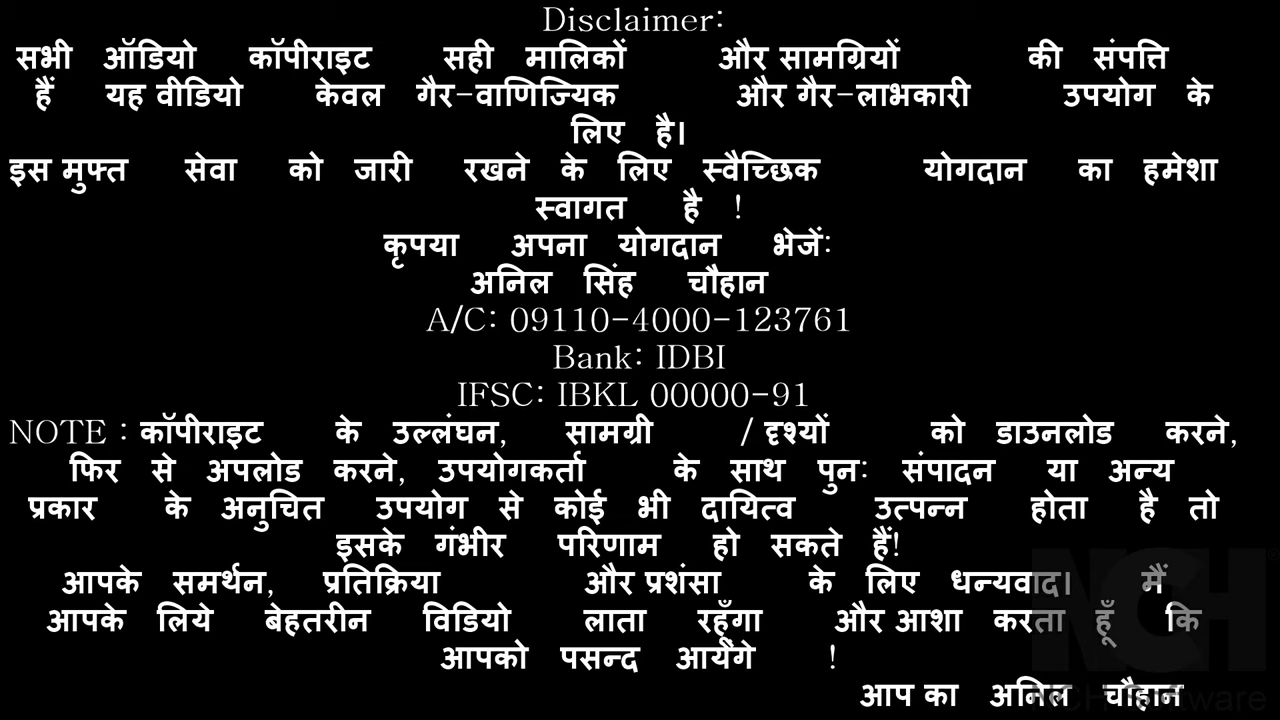 Disclaimer:
सभी ऑडियो कॉपीराइट सही मालिकों और सामग्रियों की संपत्ति
हैं यह वीडियो केवल गैर-वाणिज्यिक और गैर-लाभकारी उपयोग के
लिए है।
इस मुफ्त सेवा को जारी रखने के लिए स्वैच्छिक योगदान का हमेशा
स्वागत है !
कृपया अपना योगदान भेजें:
अनिल सिंह चौहान
A/C: 09110-4000-123761
Bank: IDBI
IFSC: IBKL 00000-91
NOTE : कॉपीराइट के उल्लंघन, सामग्री / दृश्यों को डाउनलोड करने,
फिर से अपलोड करने, उपयोगकर्ता के साथ पुन: संपादन या अन्य
प्रकार के अनुचित उपयोग से कोई भी दायित्व उत्पन्न होता है तो
इसके गंभीर परिणाम हो सकते हैं!
आपके समर्थन, प्रतिक्रिया और प्रशंसा के लिए धन्यवाद। मैं
आपके लिये बेहतरीन विडियो लाता रहूँगा और आशा करता हूँ कि
आपको पसन्द आयेंगे !
आप का अनिल चौहान
NCH
NCH Software